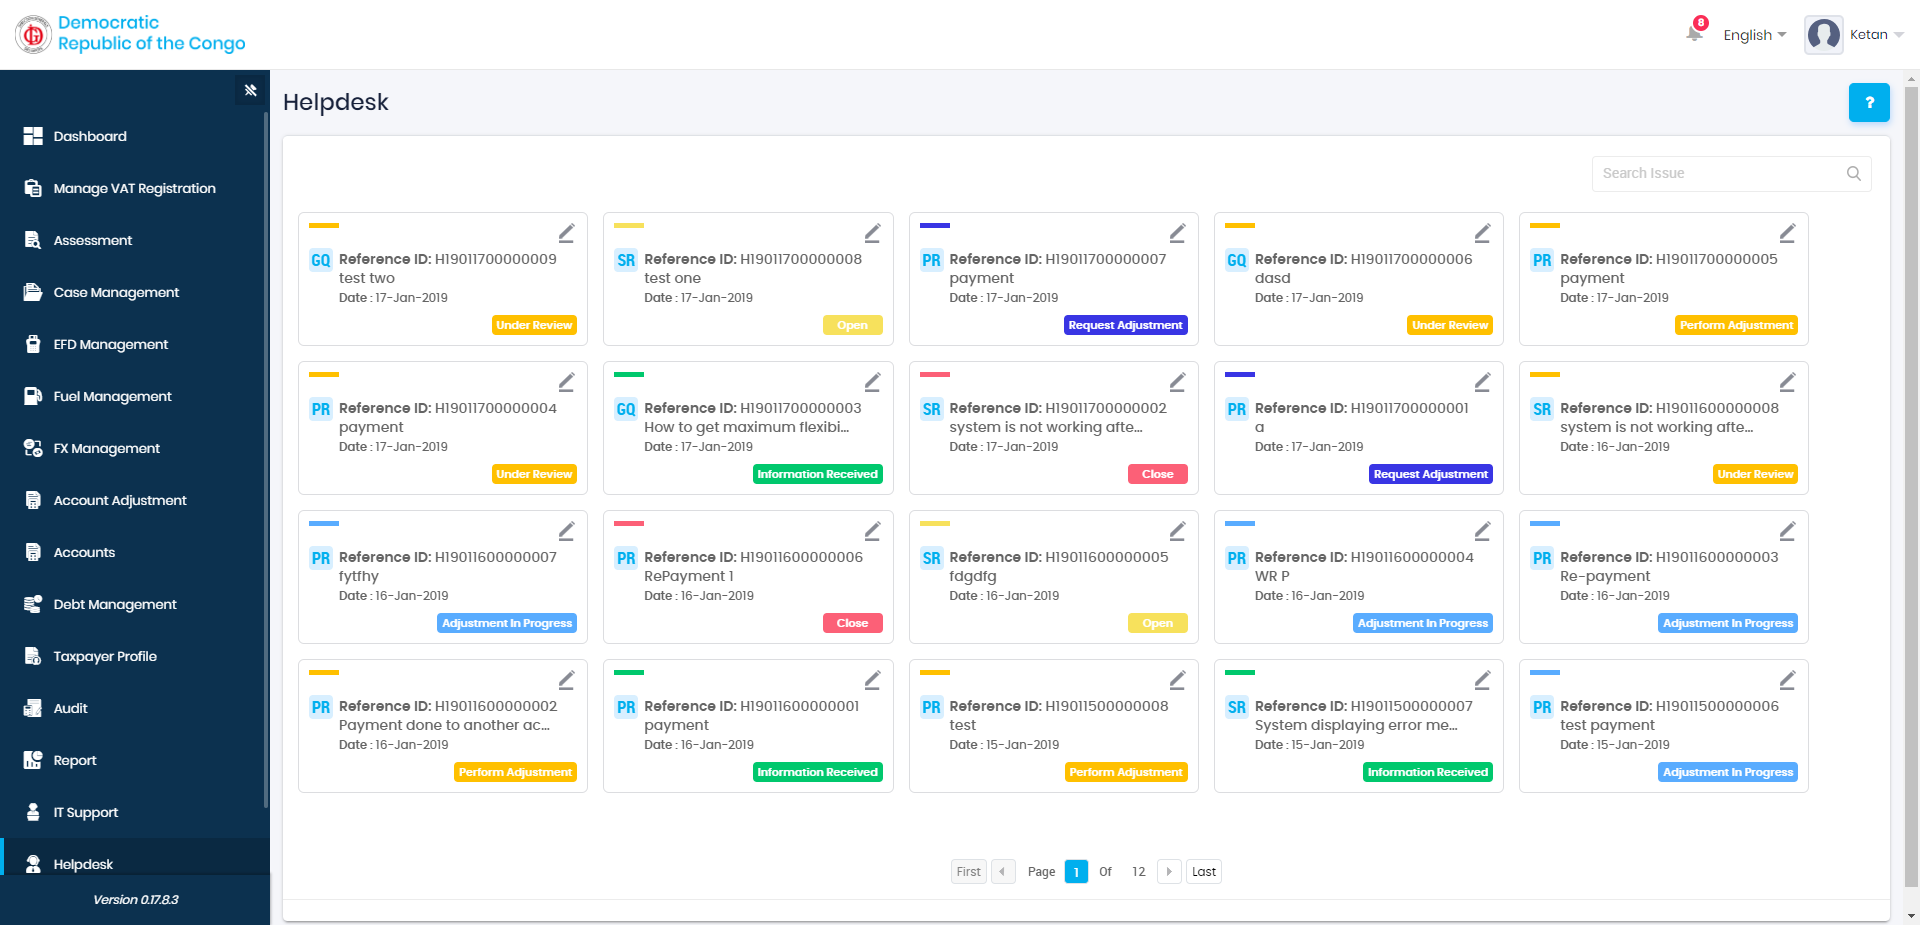 Democratic
Republic of the Congo
8
English
Ketan
Dashboard
Manage VAT Registration
Assessment
Case Management
EFD Management
Fuel Management
FX Management
Account Adjustment
Accounts
Debt Management
Taxpayer Profile
Audit
Report
IT Support
Helpdesk
Version 0.17.8.3
Helpdesk
?
Search Issue
GQ Reference ID: H19011700000009
test two
Date : 17-Jan-2019
Under Review
SR Reference ID: H19011700000008
test one
Date : 17-Jan-2019
Open
PR Reference ID: H19011700000007
payment
Date : 17-Jan-2019
Request Adjustment
GQ Reference ID: H19011700000006
dasd
Date : 17-Jan-2019
Under Review
PR Reference ID: H19011700000005
payment
Date : 17-Jan-2019
Perform Adjustment
PR Reference ID: H19011700000004
payment
Date : 17-Jan-2019
Under Review
GQ Reference ID: H19011700000003
How to get maximum flexibi...
Date : 17-Jan-2019
Information Received
SR Reference ID: H19011700000002
system is not working afte...
Date : 17-Jan-2019
Close
PR Reference ID: H19011700000001
a
Date : 17-Jan-2019
Request Adjustment
SR Reference ID: H19011600000008
system is not working afte...
Date : 16-Jan-2019
Under Review
PR Reference ID: H19011600000007
fytfhy
Date : 16-Jan-2019
Adjustment In Progress
PR Reference ID: H19011600000006
RePayment 1
Date : 16-Jan-2019
Close
SR Reference ID: H19011600000005
fdgdfg
Date : 16-Jan-2019
Open
PR Reference ID: H19011600000004
WR P
Date : 16-Jan-2019
Adjustment In Progress
PR Reference ID: H19011600000003
Re-payment
Date : 16-Jan-2019
Adjustment In Progress
PR Reference ID: H19011600000002
Payment done to another ac...
Date : 16-Jan-2019
Perform Adjustment
PR Reference ID: H19011600000001
payment
Date : 16-Jan-2019
Information Received
PR Reference ID: H19011500000008
test
Date : 15-Jan-2019
Perform Adjustment
SR Reference ID: H19011500000007
System displaying error me...
Date : 15-Jan-2019
Information Received
PR Reference ID: H19011500000006
test payment
Date : 15-Jan-2019
Adjustment In Progress
First Page 1 Of 12 Last